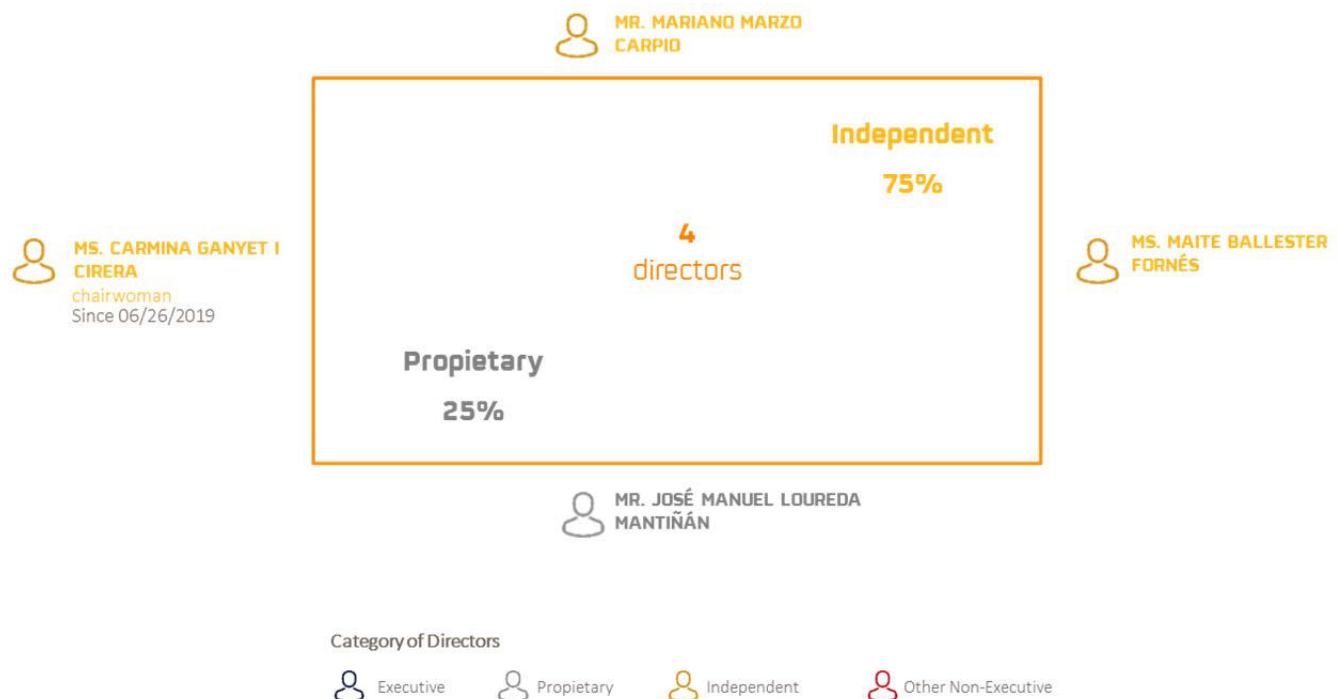 MR. MARIANO MARZO
CARPIO
Independent
75%
4
directors
MS. CARMINA GANYET I
CIRERA
chairwoman
Since 06/26/2019
MS. MAITE BALLESTER
FORNÉS
Propietary
25%
MR. JOSÉ MANUEL LOUREDA
MANTIÑÁN
Category of Directors
Executive
Propietary
Independent
Other Non-Executive